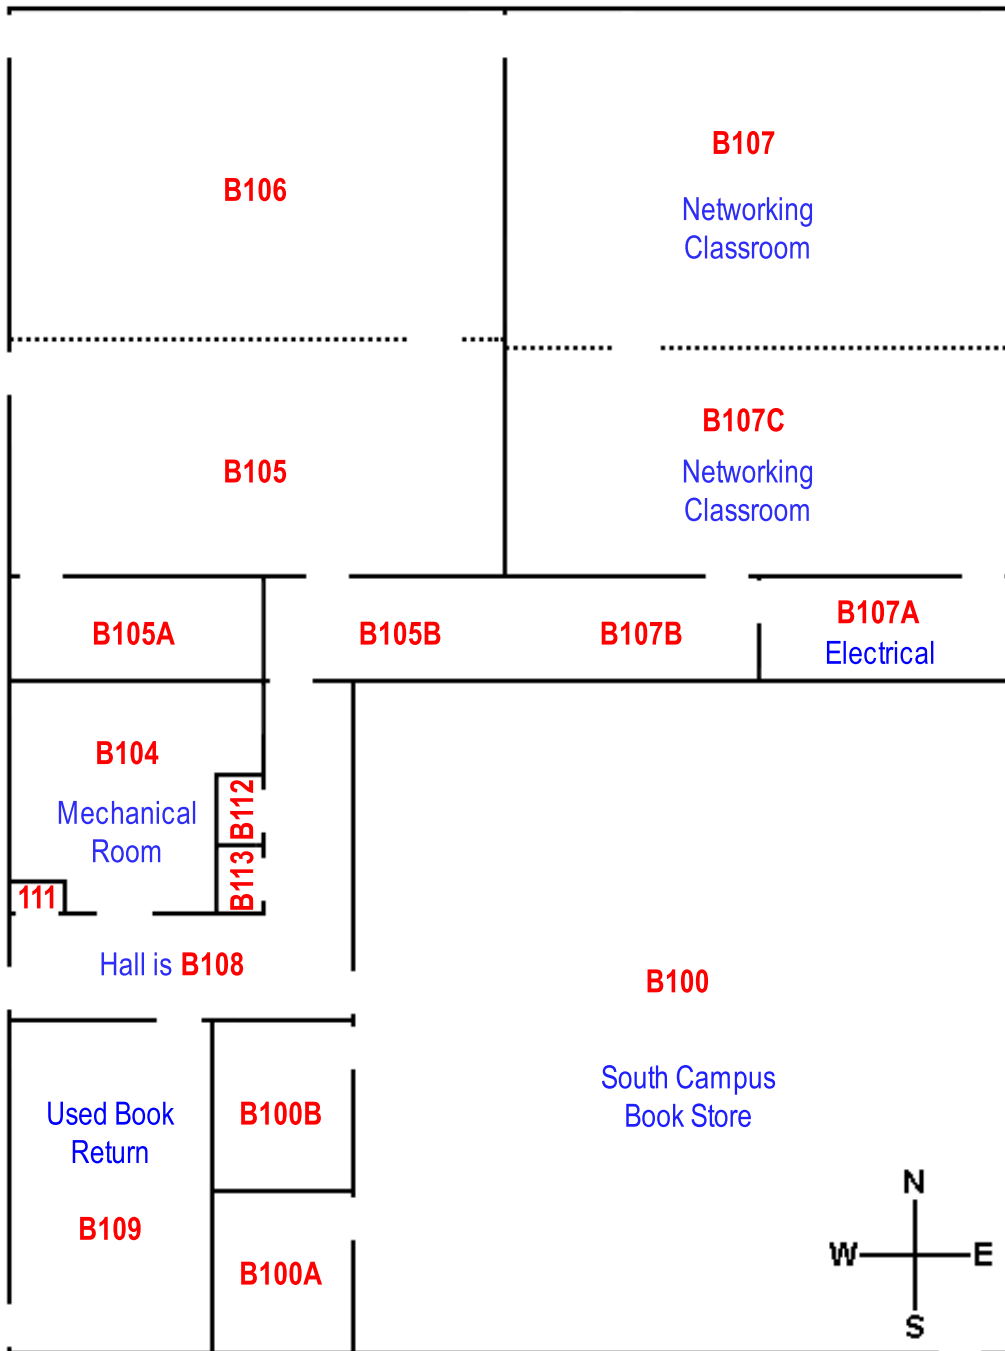 B106
B107
Networking
Classroom
B105
B107C
Networking
Classroom
B105A
B105B
B107B
B107A
Electrical
B104
Mechanical
Room
B112
B113
111
Hall is B108
B100
South Campus
Book Store
Used Book
Return
B109
B100B
B100A
N
W E
S